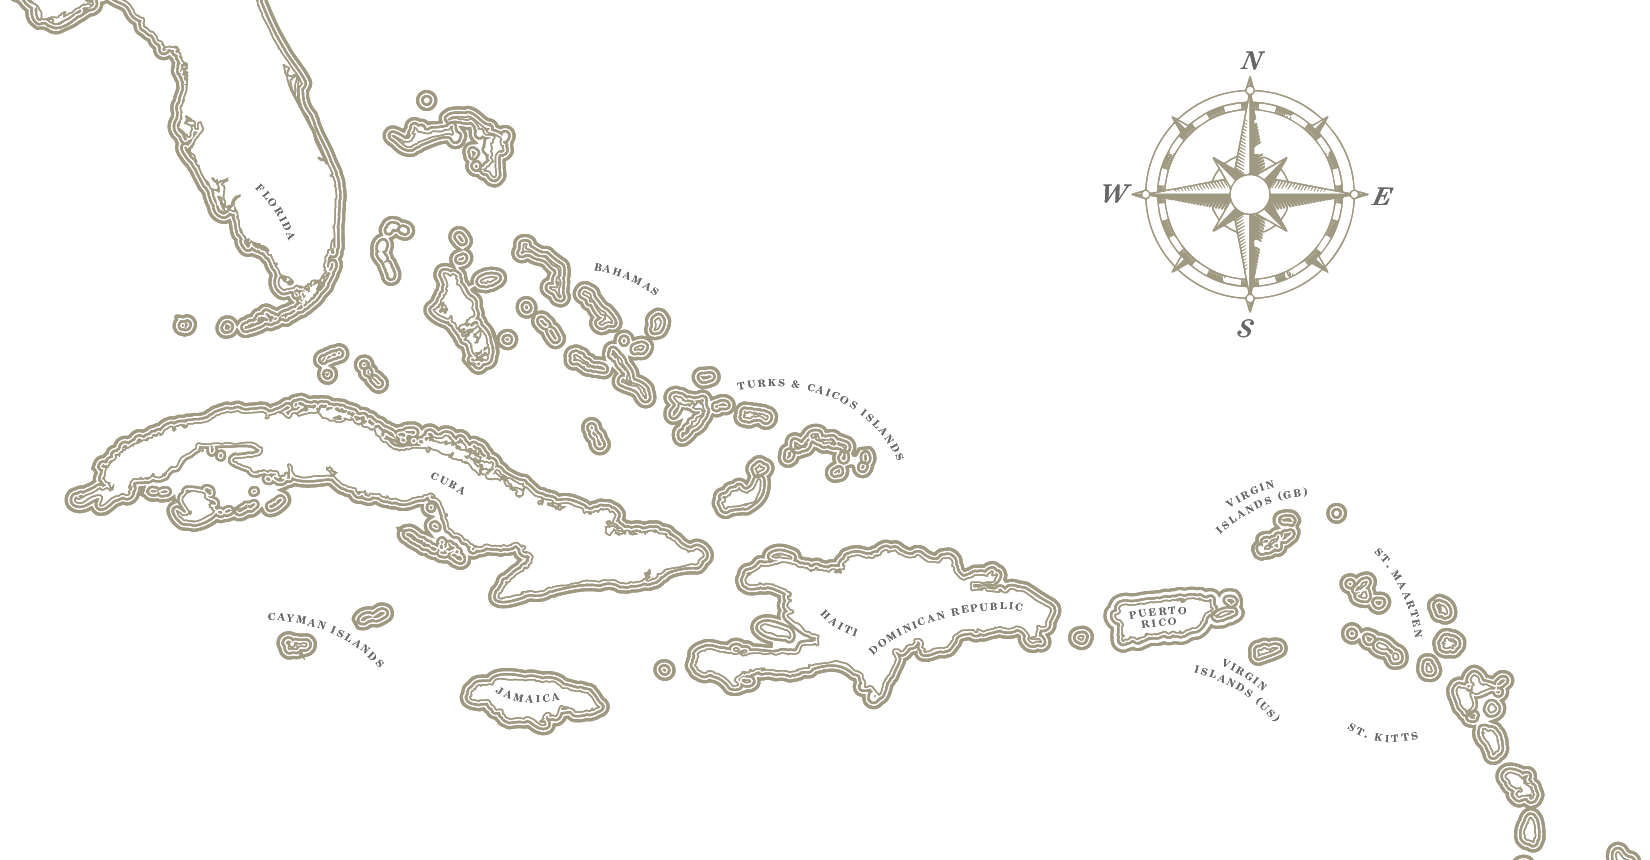 N
W
E
S
FLORIDA
BAHAMAS
TURKS & CAICOS ISLANDS
CUBA
VIRGIN
ISLANDS (GB)
ST. MAARTEN
CAYMAN ISLANDS
HAITI
DOMINICAN REPUBLIC
PUERTO
RICO
JAMAICA
VIRGIN
ISLANDS (US)
ST. KITTS